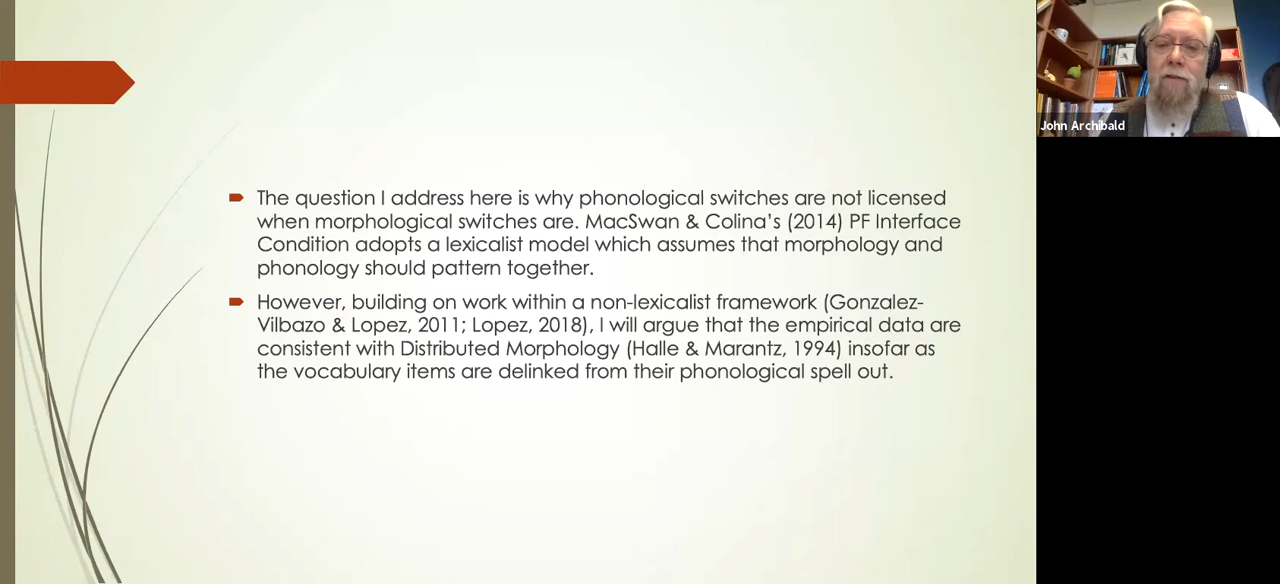 The question I address here is why phonological switches are not licensed
when morphological switches are. MacSwan & Colina's (2014) PF Interface
Condition adopts a lexicalist model which assumes that morphology and
phonology should pattern together.
However, building on work within a non-lexicalist framework (Gonzalez-
Vilbazo & Lopez, 2011; Lopez, 2018), I will argue that the empirical data are
consistent with Distributed Morphology (Halle & Marantz, 1994) insofar as
the vocabulary items are delinked from their phonological spell out.
John Archibald